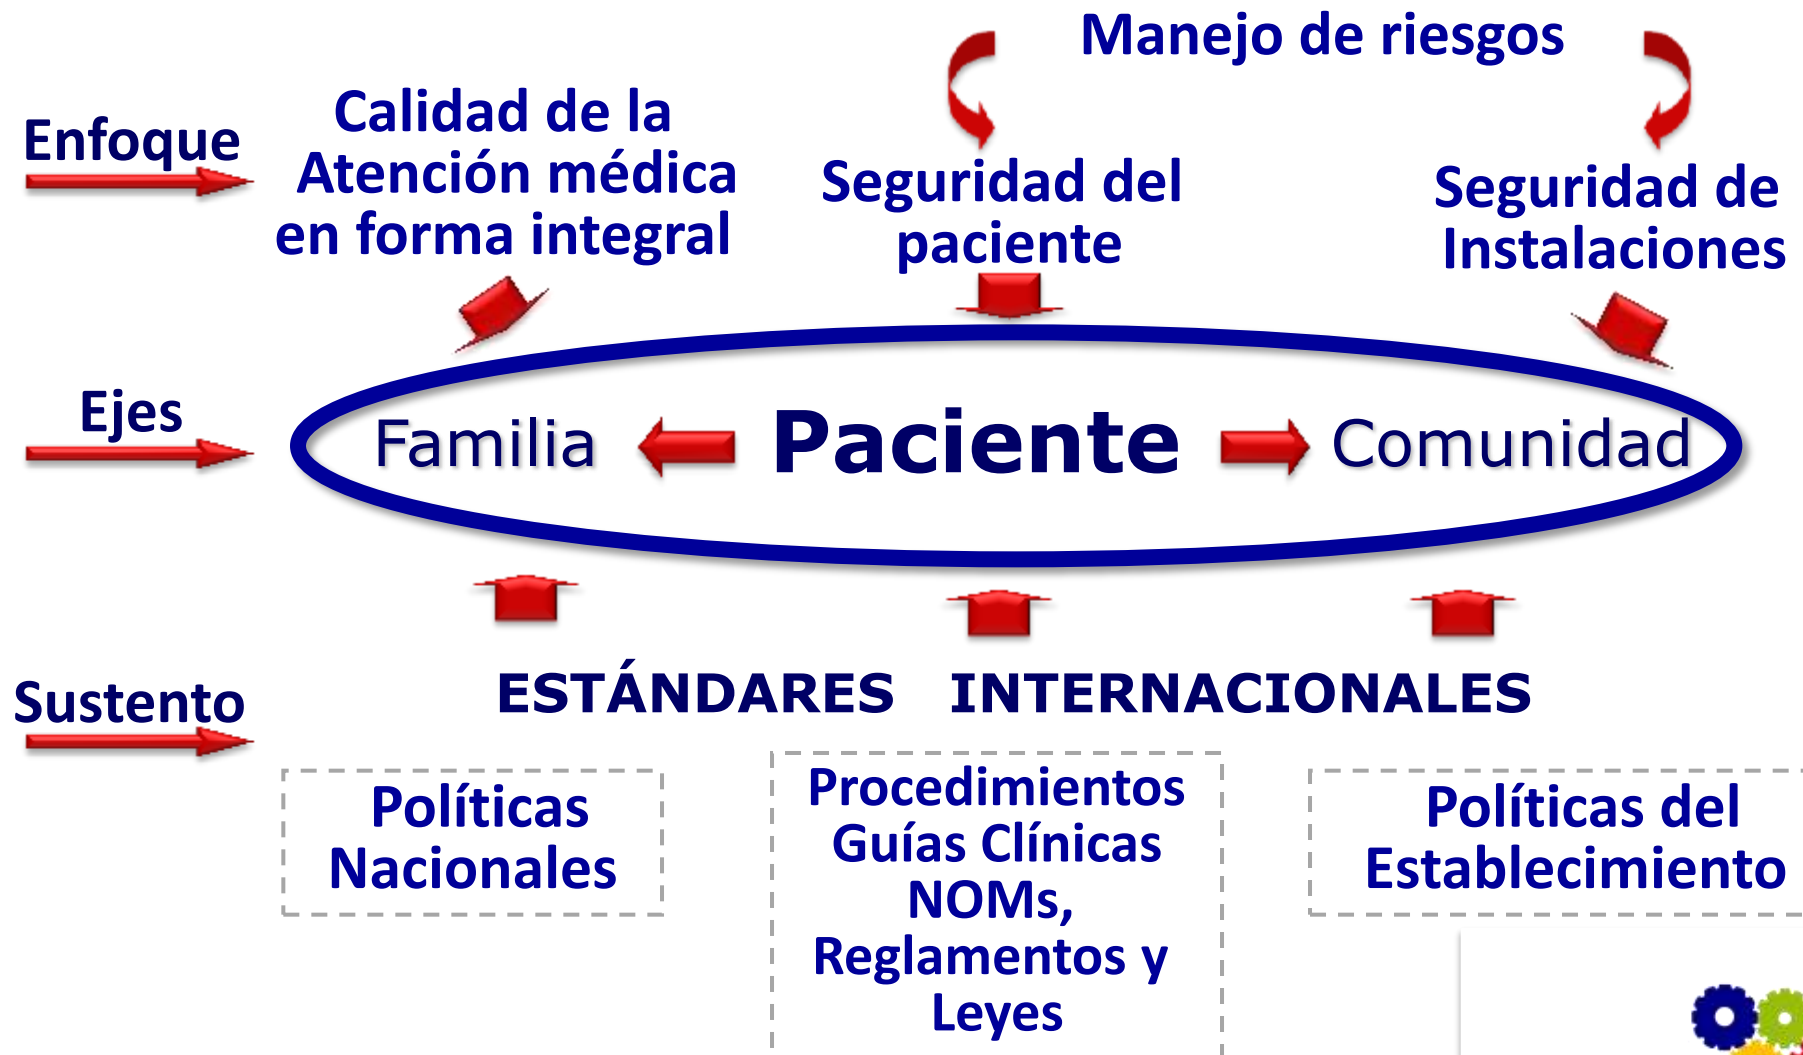 Manejo de riesgos
Enfoque
Calidad de la
Atención médica
en forma integral
Seguridad del
paciente
Seguridad de
Instalaciones
Ejes
Familia
Paciente
Comunidad
Sustento
ESTÁNDARES INTERNACIONALES
Políticas
Nacionales
Procedimientos
Guías Clínicas
NOMs,
Reglamentos y
Leyes
Políticas del
Establecimiento